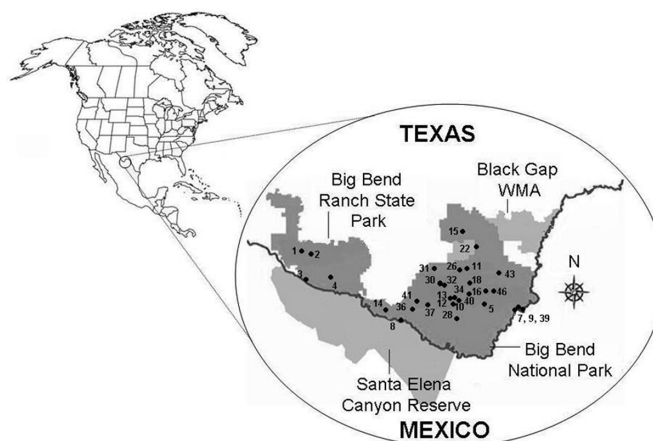 TEXAS
Black Gap
WMA
Big Bend
Ranch State
Park
15
22
1
2
31
26
11
43
3
4
30
32
18
N
41
13
34
16
46
14
36
12
10
40
5
37
8
28
7, 9, 39
Big Bend
National Park
Santa Elena
Canyon Reserve
MEXICO